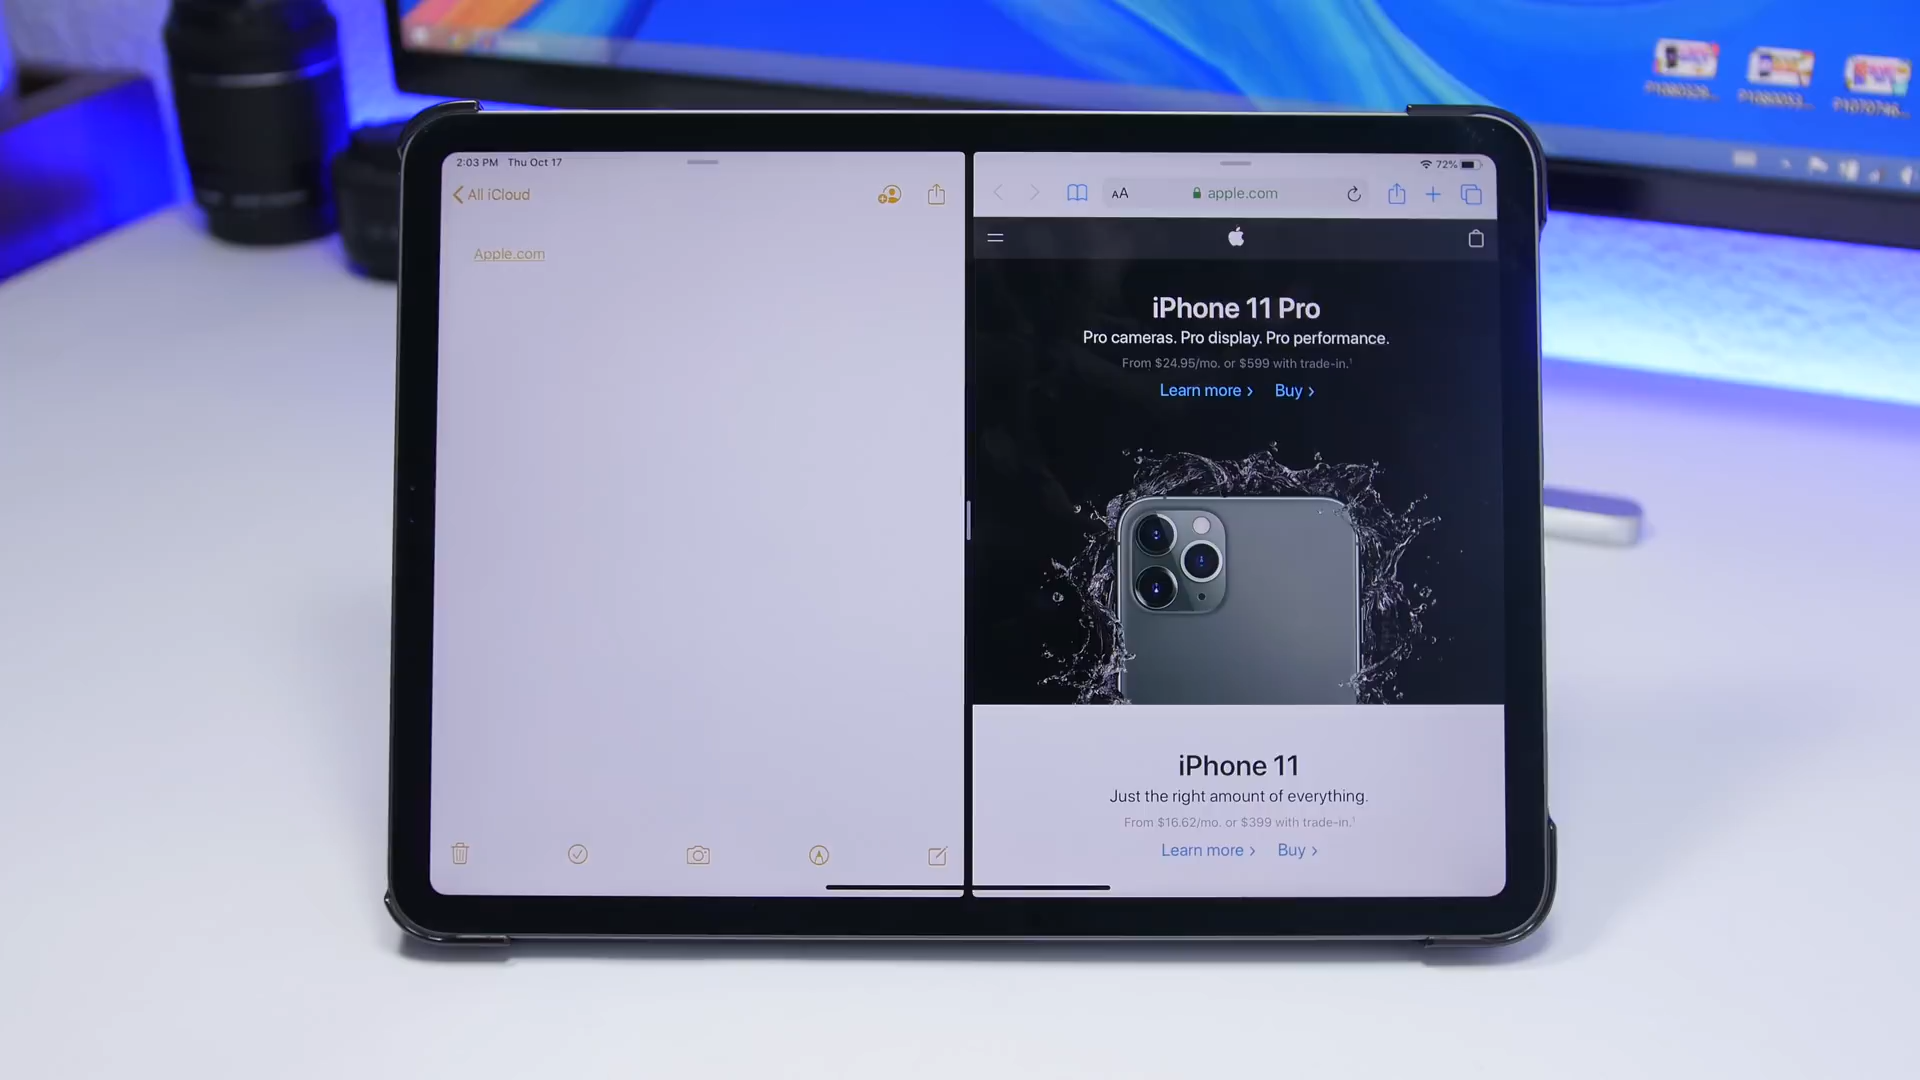 2:03 PM Thu Oct 17
All iCloud
Apple.com
72%
AA
apple.com
iPhone 11 Pro
Pro cameras. Pro display. Pro performance.
From $24.95/mo. or $599 with trade-in.¹
Learn more > Buy >
iPhone 11
Just the right amount of everything.
From $16.62/mo. or $399 with trade-in.¹
Learn more > Buy >